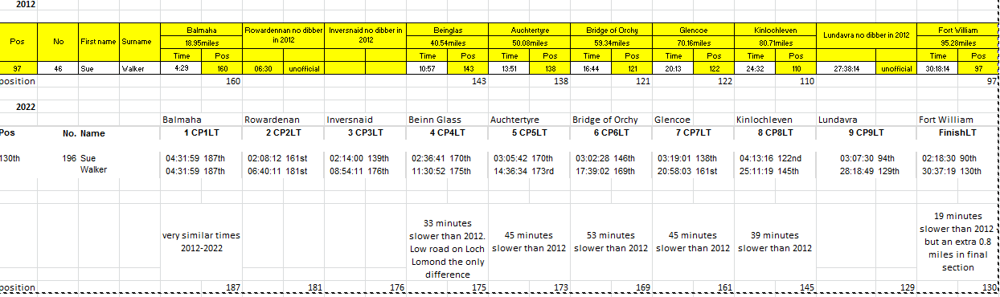 2012
Pos No First name Surname Balmaha Rowardennan no dibber in 2012 Inversnaid no dibber in 2012 Beinglas Auchtertyre Bridge of Orchy Glencoe Kinlochleven Lundavra no dibber in 2012 Fort William
18.95miles 40.54miles 50.08miles 59.34miles 70.16miles 80.71miles 95.28miles
Time Pos Time Pos Time Pos Time Pos Time Pos Time Pos Time Pos
97 46 Sue Walker 4:29 160 06:30 unofficial 10:57 143 13:51 138 16:44 121 20:13 122 24:32 110 27:38:14 unofficial 30:18:14 97
position 160 143 138 121 122 110 97
2022
Balmaha Rowardenan Inversnaid Beinn Glass Auchtertyre Bridge of Orchy Glencoe Kinlochleven Lundavra Fort William
Pos No. Name 1 CP1LT 2 CP2LT 3 CP3LT 4 CP4LT 5 CP5LT 6 CP6LT 7 CP7LT 8 CP8LT 9 CP9LT FinishLT
130th 196 Sue 04:31:59 187th 02:08:12 161st 02:14:00 139th 02:36:41 170th 03:05:42 170th 03:02:28 146th 03:19:01 138th 04:13:16 122nd 03:07:30 94th 02:18:30 90th
Walker 04:31:59 187th 06:40:11 181st 08:54:11 176th 11:30:52 175th 14:36:34 173rd 17:39:02 169th 20:58:03 161st 25:11:19 145th 28:18:49 129th 30:37:19 130th
very similar times
2012-2022
33 minutes
slower than 2012.
Low road on Loch
Lomond the only
difference
45 minutes
slower than 2012
53 minutes
slower than 2012
45 minutes
slower than 2012
39 minutes
slower than 2012
19 minutes
slower than 2012
but an extra 0.8
miles in final
section
position 187 181 176 175 173 169 161 145 129 130